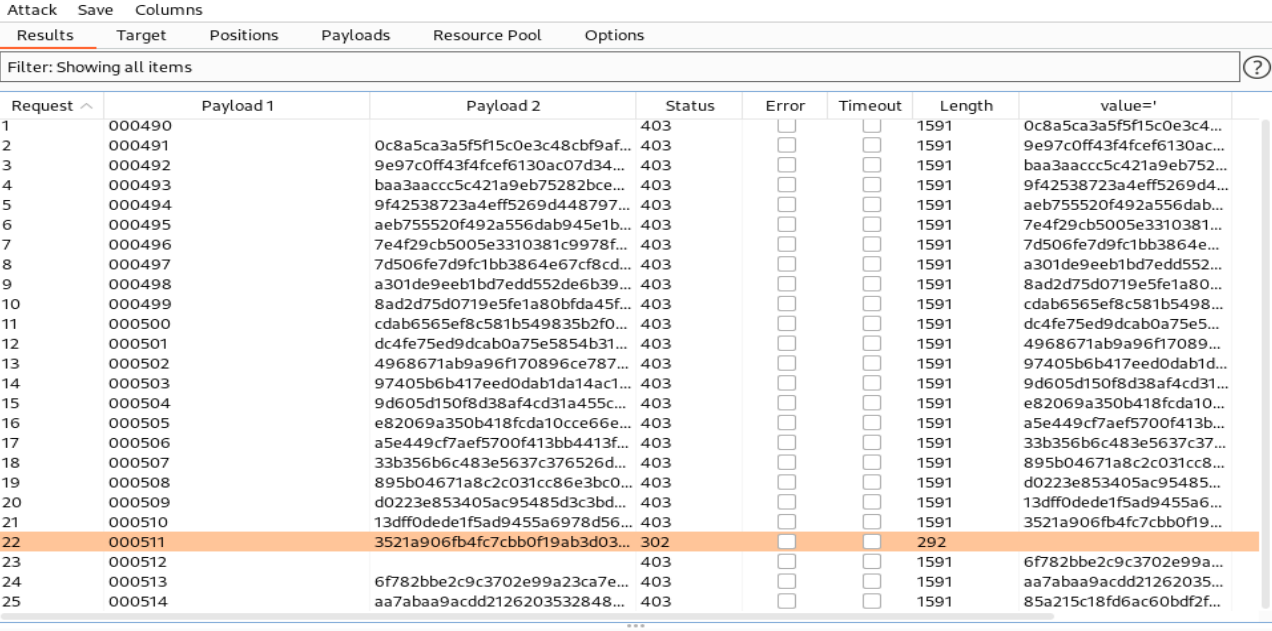 Attack Save Columns
Results Target Positions Payloads Resource Pool Options
Filter: Showing all items ?
Request Payload 1 Payload 2 Status Error Timeout Length value='
1 000490 403 1591 0c8a5ca3a5f5f15c0e3c4...
2 000491 0c8a5ca3a5f5f15c0e3c48cbf9af... 403 1591 9e97c0ff43f4fcef6130ac...
3 000492 9e97c0ff43f4fcef6130ac07d34... 403 1591 baa3aaccc5c421a9eb752...
4 000493 baa3aaccc5c421a9eb75282bce... 403 1591 9f42538723a4eff5269d4...
5 000494 9f42538723a4eff5269d448797... 403 1591 aeb755520f492a556dab...
6 000495 aeb755520f492a556dab945e1b... 403 1591 7e4f29cb5005e3310381...
7 000496 7e4f29cb5005e3310381c9978f... 403 1591 7d506fe7d9fc1bb3864e...
8 000497 7d506fe7d9fc1bb3864e67cf8cd... 403 1591 a301de9eeb1bd7edd552...
9 000498 a301de9eeb1bd7edd552de6b39... 403 1591 8ad2d75d0719e5fe1a80...
10 000499 8ad2d75d0719e5fe1a80bfda45f... 403 1591 cdab6565ef8c581b5498...
11 000500 cdab6565ef8c581b549835b2f0... 403 1591 dc4fe75ed9dcab0a75e5...
12 000501 dc4fe75ed9dcab0a75e5854b31... 403 1591 4968671ab9a96f17089...
13 000502 4968671ab9a96f170896ce787... 403 1591 97405b6b417eed0dab1d...
14 000503 97405b6b417eed0dab1da14ac1... 403 1591 9d605d150f8d38af4cd31...
15 000504 9d605d150f8d38af4cd31a455c... 403 1591 e82069a350b418fcda10...
16 000505 e82069a350b418fcda10cce66e... 403 1591 a5e449cf7aef5700f413b...
17 000506 a5e449cf7aef5700f413bb4413f... 403 1591 33b356b6c483e5637c37...
18 000507 33b356b6c483e5637c376526d... 403 1591 895b04671a8c2c031cc8...
19 000508 895b04671a8c2c031cc86e3bc0... 403 1591 d0223e853405ac95485...
20 000509 d0223e853405ac95485d3c3bd... 403 1591 13dff0dede1f5ad9455a6...
21 000510 13dff0dede1f5ad9455a6978d56... 403 1591 3521a906fb4fc7cbb0f19...
22 000511 3521a906fb4fc7cbb0f19ab3d03... 302 292
23 000512 403 1591 6f782bbe2c9c3702e99a...
24 000513 6f782bbe2c9c3702e99a23ca7e... 403 1591 aa7abaa9acdd21262035...
25 000514 aa7abaa9acdd2126203532848... 403 1591 85a215c18fd6ac60bdf2f...